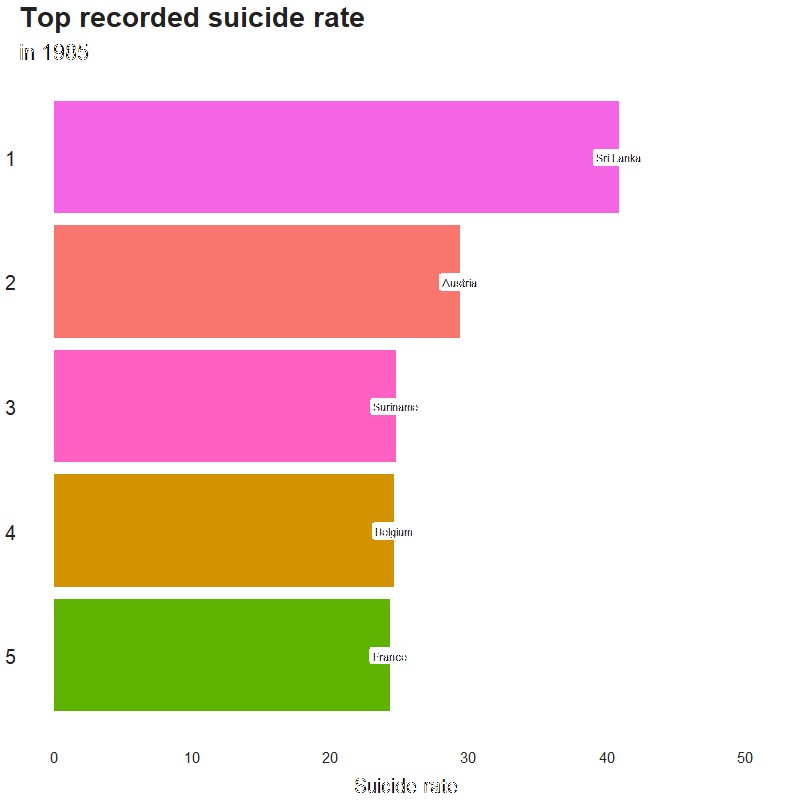 Top recorded suicide rate
in 1985
1
Sri Lanka
2
Austria
3
Suriname
4
Belgium
5
France
0 10 20 30 40 50
Suicide rate